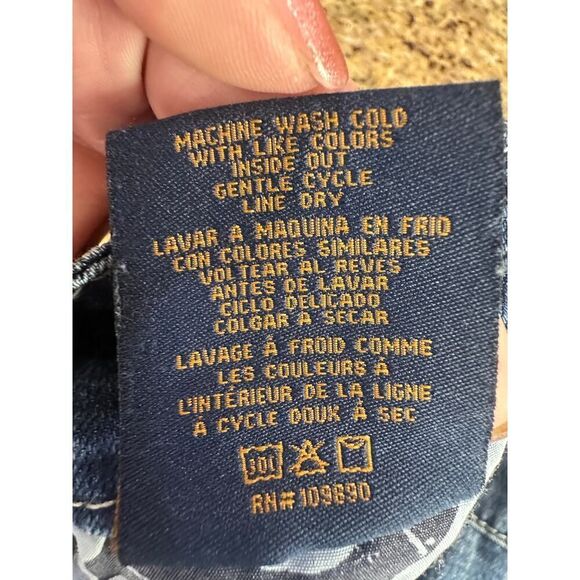 MACHINE WASH COLD
WITH LIKE COLORS
INSIDE OUT
GENTLE CYCLE
LINE DRY
LAVAR A MAQUINA EN FRIO
CON COLORES SIMILARES
VOLTEAR AL REVES
ANTES DE LAVAR
CICLO DELICADO
COLGAR A SECAR
LAVAGE À FROID COMME
LES COULEURS À
L'INTÉRIEUR DE LA LIGNE
À CYCLE DOUX À SEC
RN# 109890